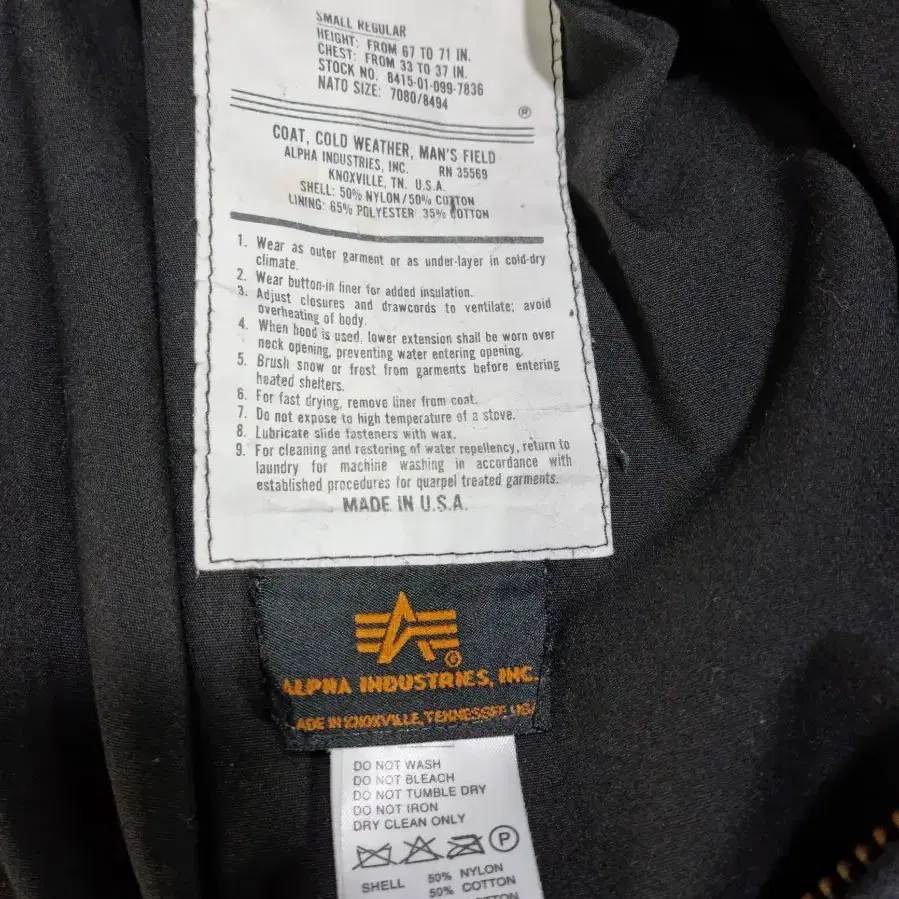 SMALL REGULAR
HEIGHT: FROM 67 TO 71 IN.
CHEST: FROM 33 TO 37 IN.
STOCK NO. 8415-01-099-7836
NATO SIZE: 7080/8494
®
COAT, COLD WEATHER, MAN'S FIELD
ALPHA INDUSTRIES, INC. RN 35569
KNOXVILLE, TN. U.S.A.
SHELL: 50% NYLON/50% COTTON
LINING: 65% POLYESTER 35% COTTON
1. Wear as outer garment or as under-layer in cold-dry
climate.
2. Wear button-in liner for added insulation.
3. Adjust closures and drawcords to ventilate; avoid
overheating of body.
4. When hood is used, lower extension shall be worn over
neck opening, preventing water entering opening.
5. Brush snow or frost from garments before entering
heated shelters.
6. For fast drying, remove liner from coat.
7. Do not expose to high temperature of a stove.
8. Lubricate slide fasteners with wax.
9. For cleaning and restoring of water repellency, return to
laundry for machine washing in accordance with
established procedures for quarpel treated garments.
MADE IN U.S.A.
ALPHA INDUSTRIES, INC.
ADE IN KNOXVILLE, TENNESSEE US
DO NOT WASH
DO NOT BLEACH
DO NOT TUMBLE DRY
DO NOT IRON
DRY CLEAN ONLY
P
SHELL 50% NYLON
50% COTTON